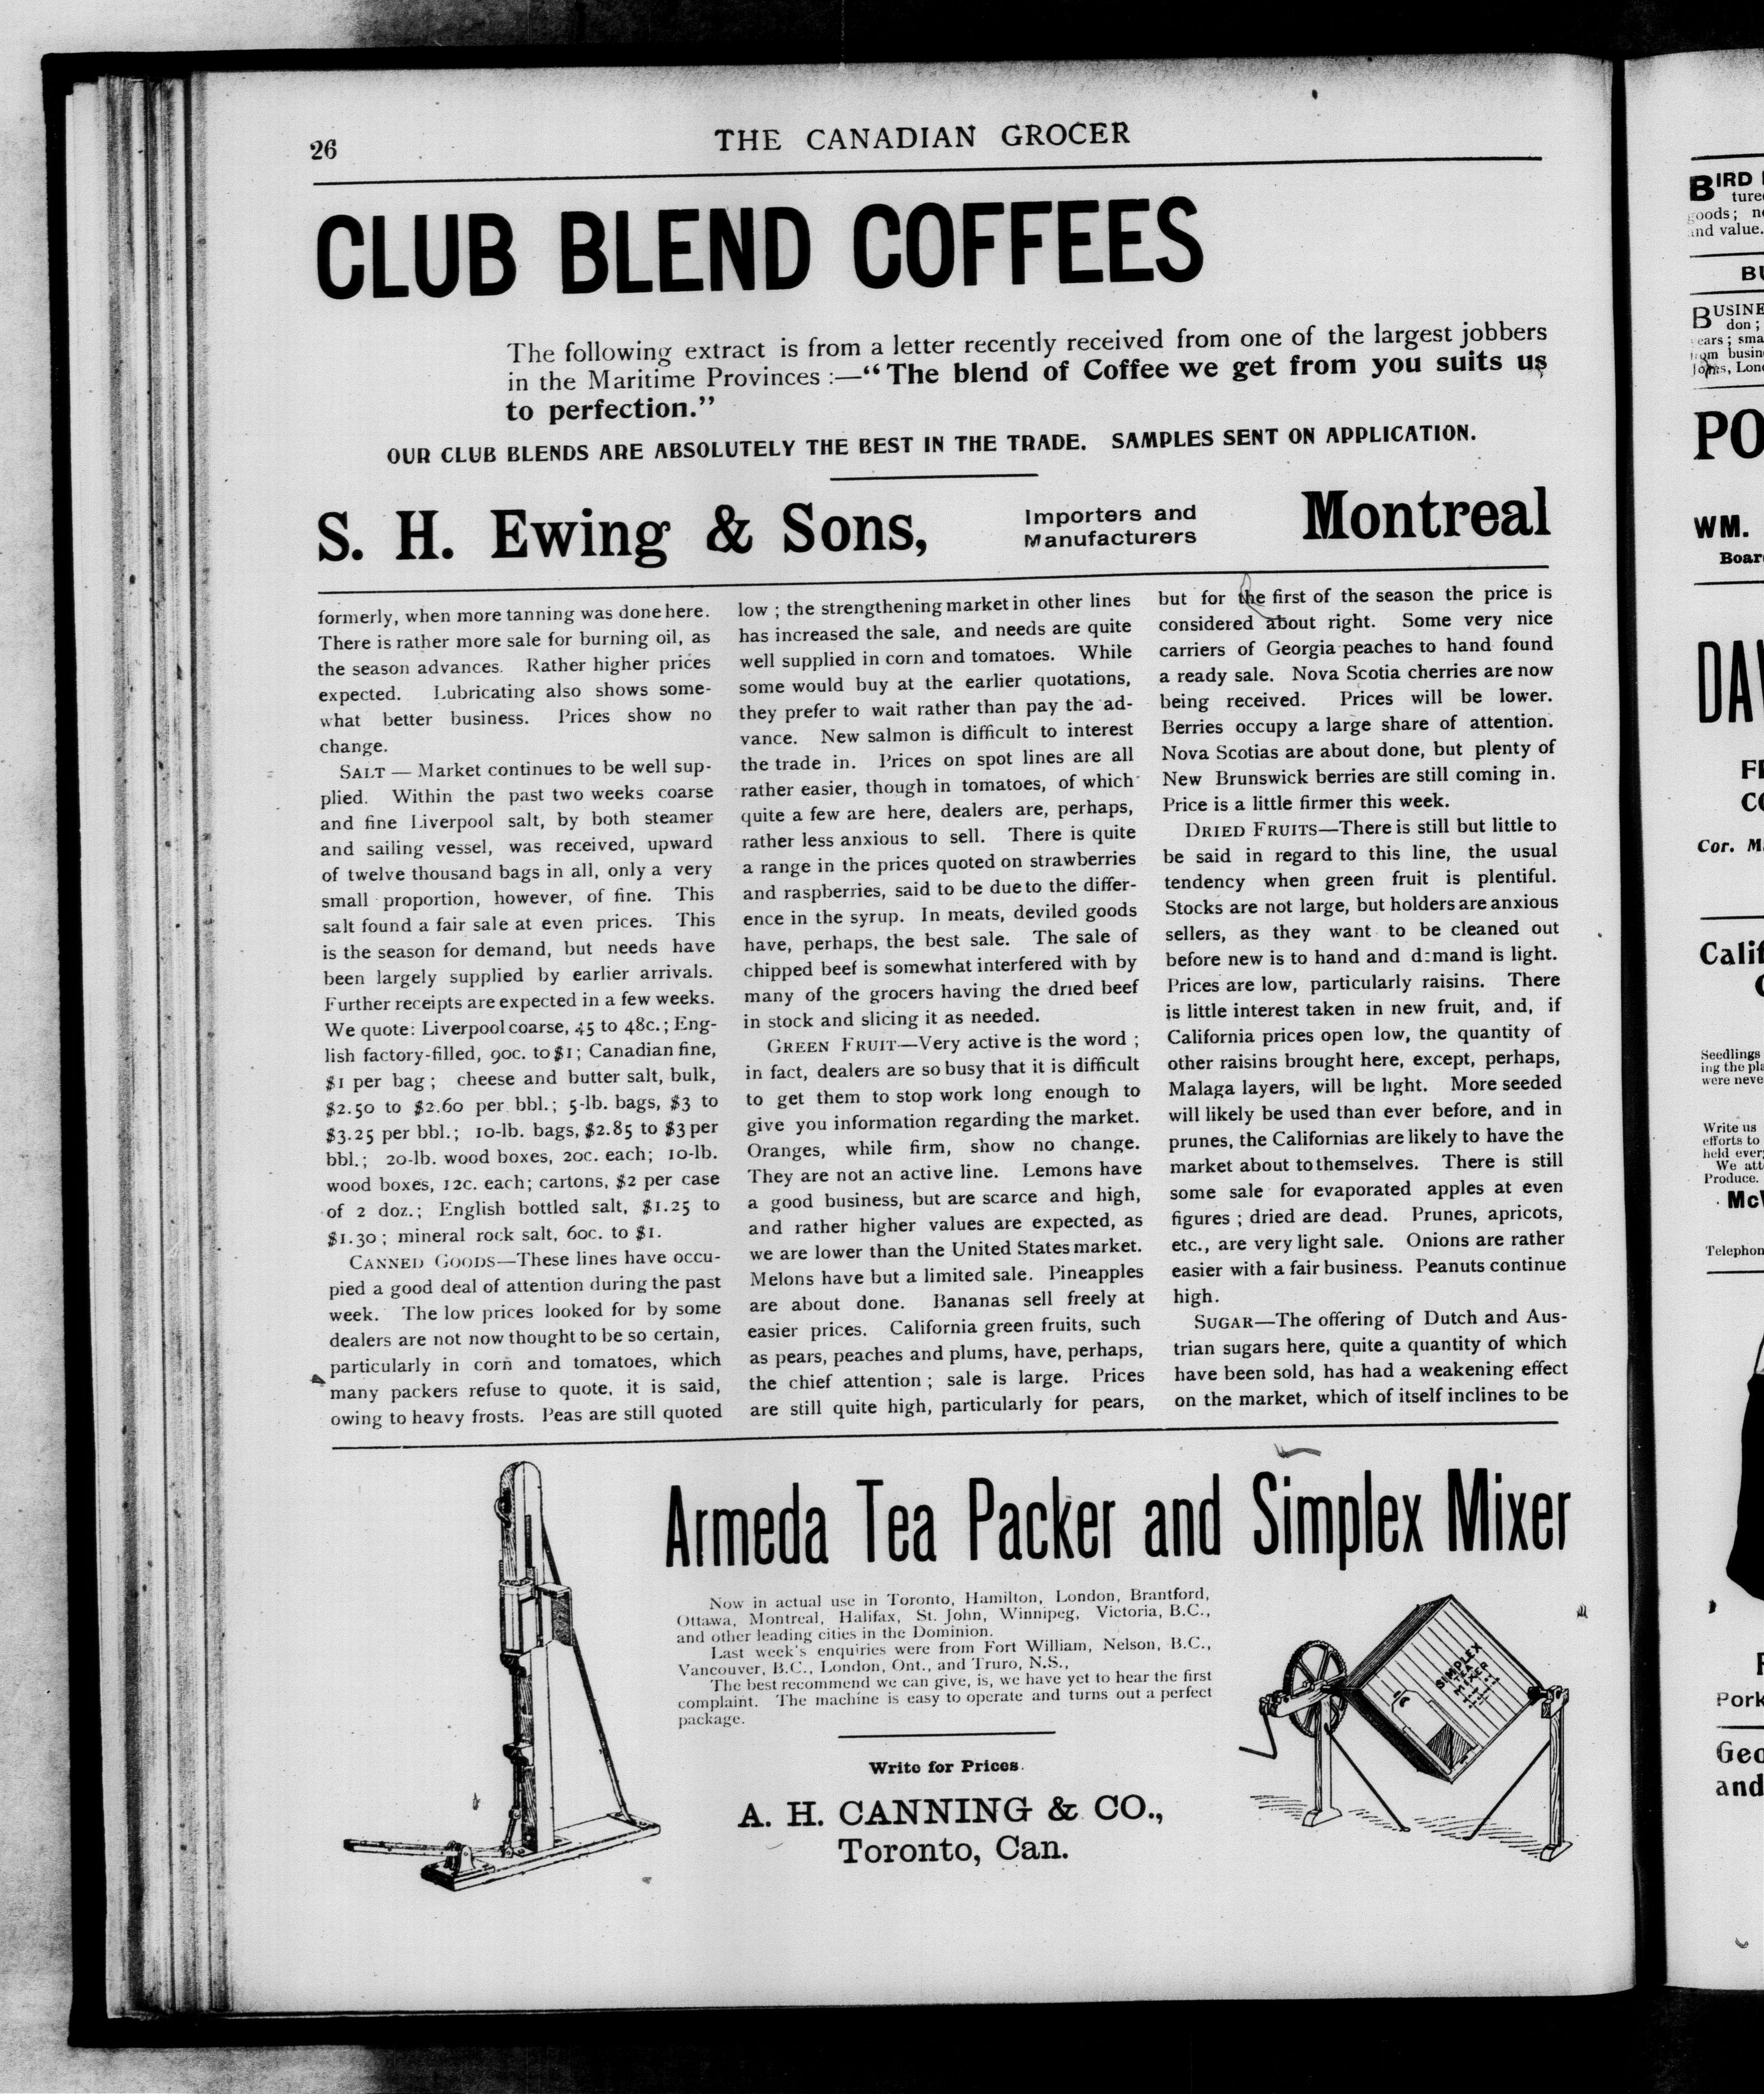 26
THE CANADIAN GROCER
CLUB BLEND COFFEES
The following extract is from a letter recently received from one of the largest jobbers
in the Maritime Provinces :—“The blend of Coffee we get from you suits us
to perfection.”
OUR CLUB BLENDS ARE ABSOLUTELY THE BEST IN THE TRADE. SAMPLES SENT ON APPLICATION.
S. H. Ewing & Sons,
Importers and
Manufacturers
Montreal
formerly, when more tanning was done here.
There is rather more sale for burning oil, as
the season advances. Rather higher prices
expected. Lubricating also shows some-
what better business. Prices show no
change.
SALT — Market continues to be well sup-
plied. Within the past two weeks coarse
and fine Liverpool salt, by both steamer
and sailing vessel, was received, upward
of twelve thousand bags in all, only a very
small proportion, however, of fine. This
salt found a fair sale at even prices. This
is the season for demand, but needs have
been largely supplied by earlier arrivals.
Further receipts are expected in a few weeks.
We quote: Liverpool coarse, 45 to 48c.; Eng-
lish factory-filled, 90c. to $1; Canadian fine,
$1 per bag; cheese and butter salt, bulk,
$2.50 to $2.60 per bbl.; 5-lb. bags, $3 to
$3.25 per bbl.; 10-lb. bags, $2.85 to $3 per
bbl.; 20-lb. wood boxes, 20c. each; 10-lb.
wood boxes, 12c. each; cartons, $2 per case
of 2 doz.; English bottled salt, $1.25 to
$1.30; mineral rock salt, 60c. to $1.
CANNED GOODS—These lines have occu-
pied a good deal of attention during the past
week. The low prices looked for by some
dealers are not now thought to be so certain,
particularly in corn and tomatoes, which
many packers refuse to quote, it is said,
owing to heavy frosts. Peas are still quoted
low ; the strengthening market in other lines
has increased the sale, and needs are quite
well supplied in corn and tomatoes. While
some would buy at the earlier quotations,
they prefer to wait rather than pay the ad-
vance. New salmon is difficult to interest
the trade in. Prices on spot lines are all
rather easier, though in tomatoes, of which
quite a few are here, dealers are, perhaps,
rather less anxious to sell. There is quite
a range in the prices quoted on strawberries
and raspberries, said to be due to the differ-
ence in the syrup. In meats, deviled goods
have, perhaps, the best sale. The sale of
chipped beef is somewhat interfered with by
many of the grocers having the dried beef
in stock and slicing it as needed.
GREEN FRUIT—Very active is the word ;
in fact, dealers are so busy that it is difficult
to get them to stop work long enough to
give you information regarding the market.
Oranges, while firm, show no change.
They are not an active line. Lemons have
a good business, but are scarce and high,
and rather higher values are expected, as
we are lower than the United States market.
Melons have but a limited sale. Pineapples
are about done. Bananas sell freely at
easier prices. California green fruits, such
as pears, peaches and plums, have, perhaps,
the chief attention ; sale is large. Prices
are still quite high, particularly for pears,
but for the first of the season the price is
considered about right. Some very nice
carriers of Georgia peaches to hand found
a ready sale. Nova Scotia cherries are now
being received. Prices will be lower.
Berries occupy a large share of attention.
Nova Scotias are about done, but plenty of
New Brunswick berries are still coming in.
Price is a little firmer this week.
DRIED FRUITS—There is still but little to
be said in regard to this line, the usual
tendency when green fruit is plentiful.
Stocks are not large, but holders are anxious
sellers, as they want to be cleaned out
before new is to hand and d:mand is light.
Prices are low, particularly raisins. There
is little interest taken in new fruit, and, if
California prices open low, the quantity of
other raisins brought here, except, perhaps,
Malaga layers, will be light. More seeded
will likely be used than ever before, and in
prunes, the Californias are likely to have the
market about to themselves. There is still
some sale for evaporated apples at even
figures ; dried are dead. Prunes, apricots,
etc., are very light sale. Onions are rather
easier with a fair business. Peanuts continue
high.
SUGAR—The offering of Dutch and Aus-
trian sugars here, quite a quantity of which
have been sold, has had a weakening effect
on the market, which of itself inclines to be
Armeda Tea Packer and Simplex Mixer
Now in actual use in Toronto, Hamilton, London, Brantford,
Ottawa, Montreal, Halifax, St. John, Winnipeg, Victoria, B.C.,
and other leading cities in the Dominion.
Last week's enquiries were from Fort William, Nelson, B.C.,
Vancouver, B.C., London, Ont., and Truro, N.S.,
The best recommend we can give, is, we have yet to hear the first
complaint. The machine is easy to operate and turns out a perfect
package.
Write for Prices.
A. H. CANNING & CO.,
Toronto, Can.
SIMPLEX
TEA
MIXER
BIRD
goods;
and value.
BUSINE
don ;
sma
busin
Lon
PO
WM.
Boar
DA
Cor. M
Calif
Seedlings
ing the pla
were neve
Write us
efforts to
held every
We att
Produce.
Telephon
Pork
Geo
and